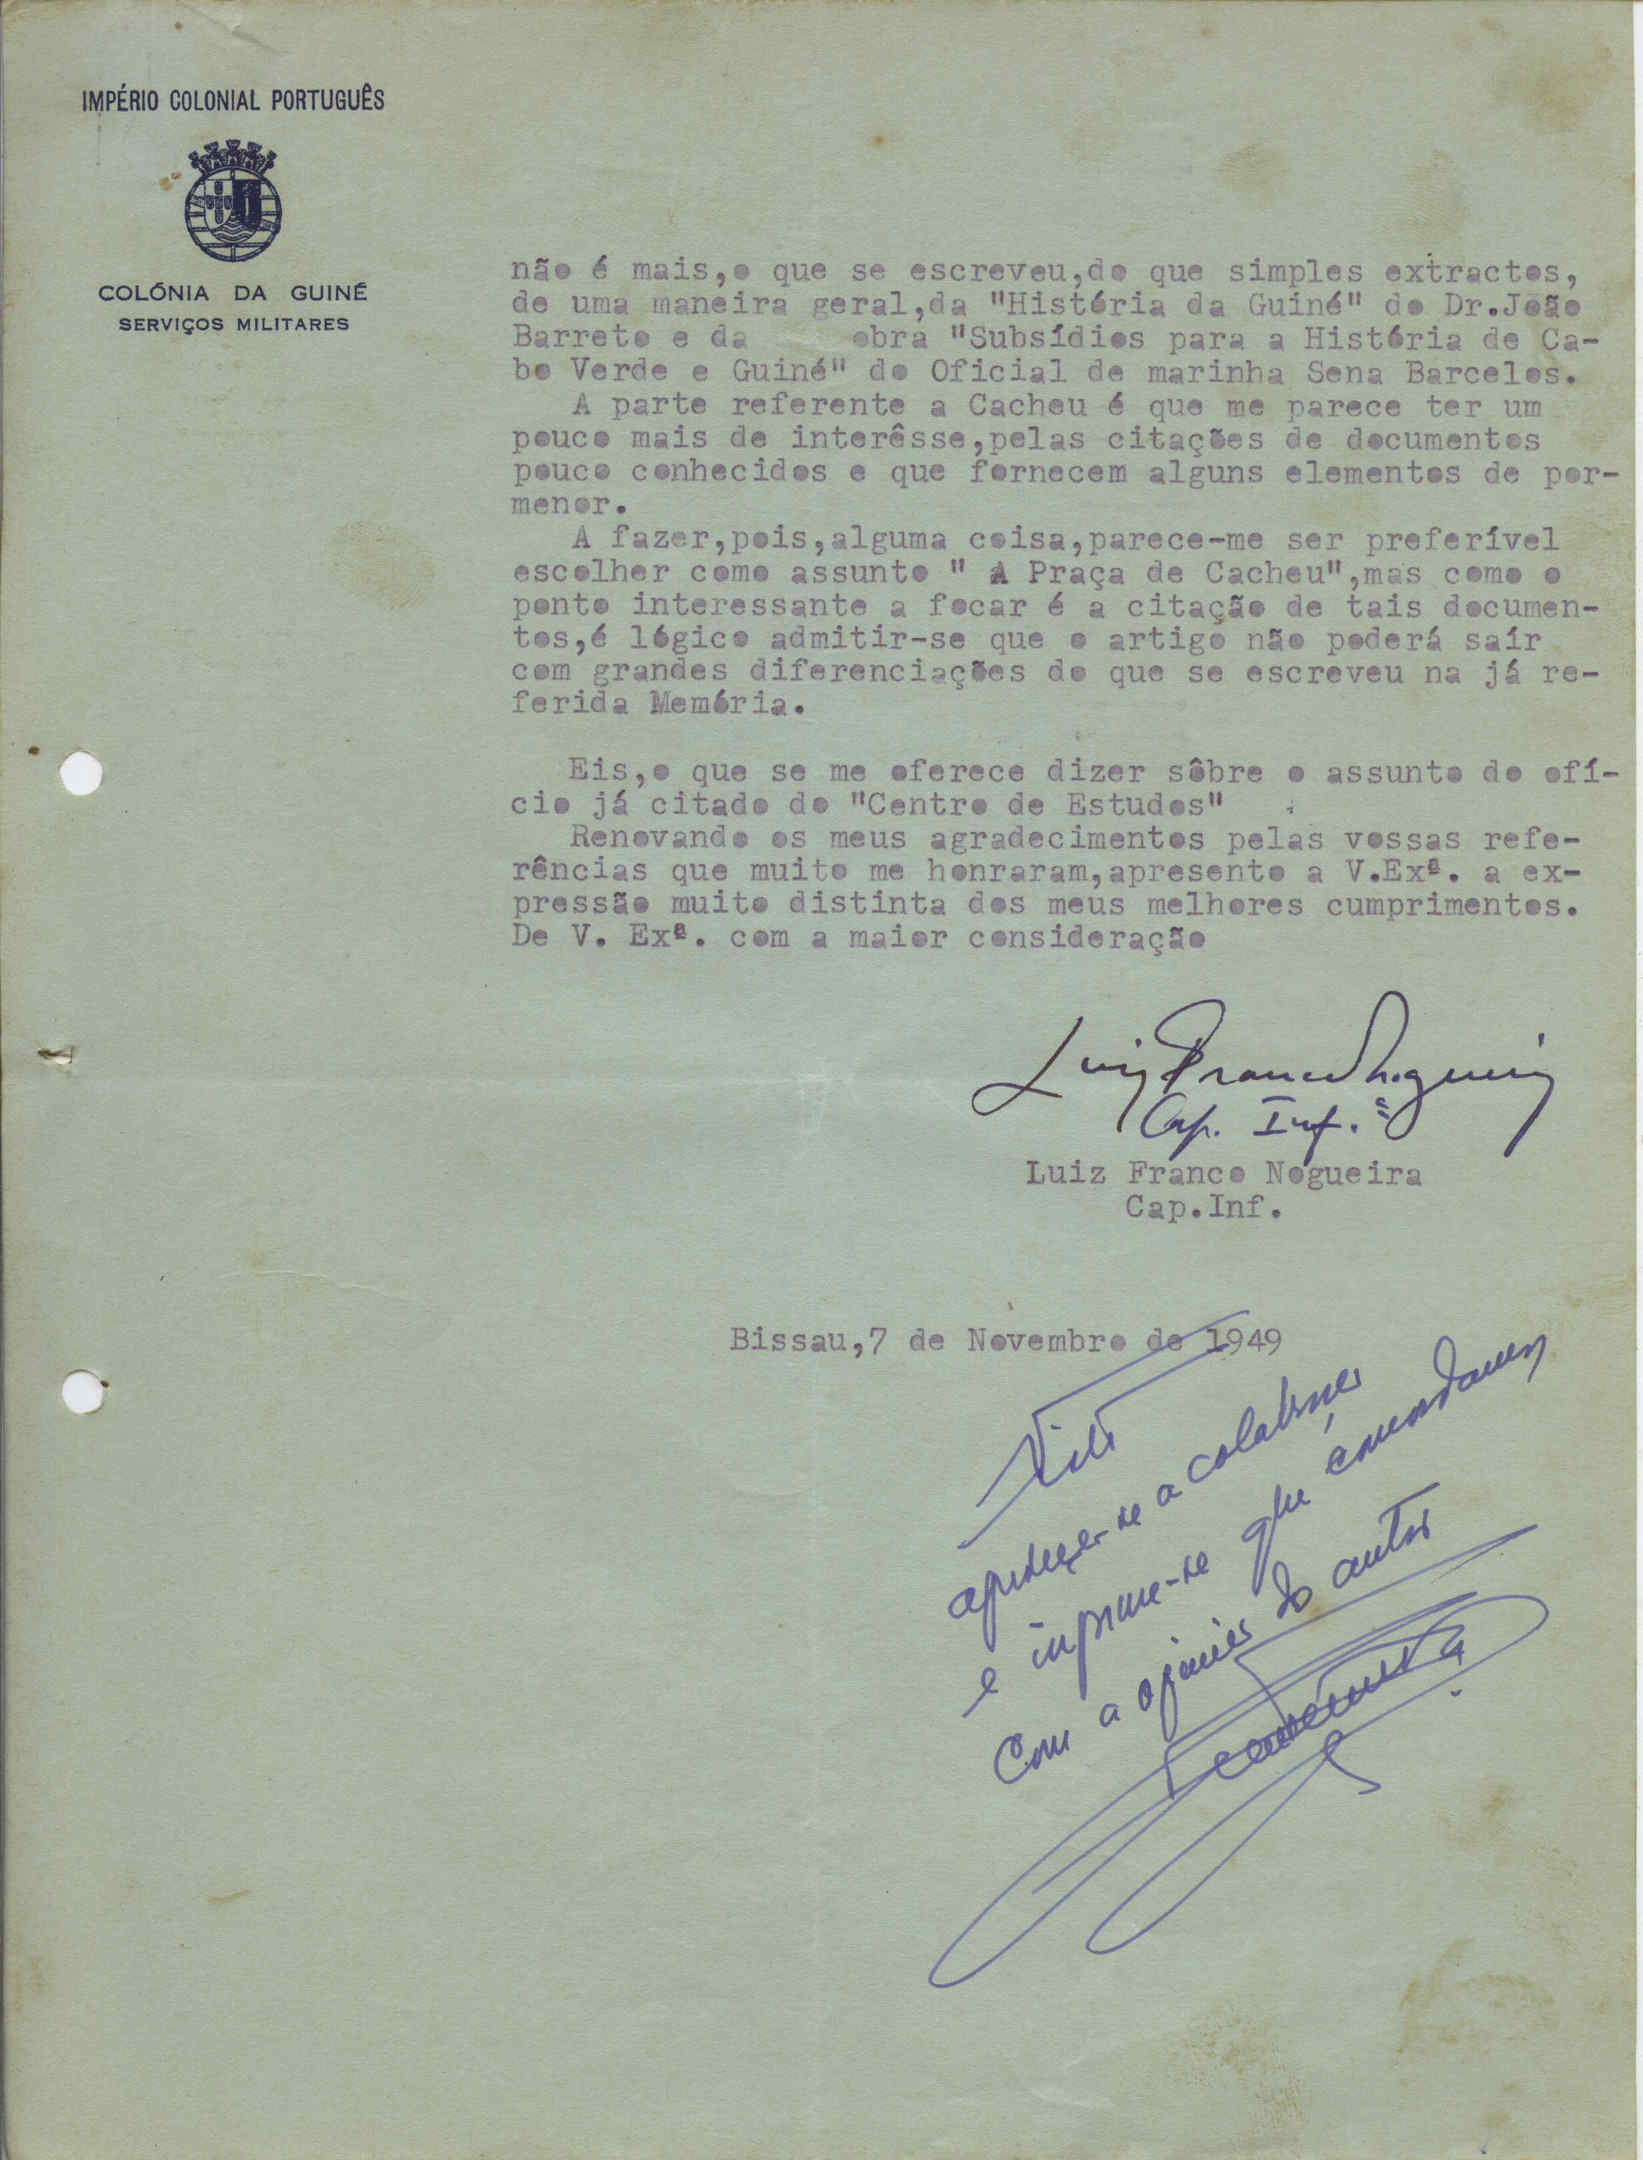 IMPÉRIO COLONIAL PORTUGUÊS
COLÓNIA DA GUINÉ
SERVIÇOS MILITARES
não é mais,o que se escreveu,do que simples extractos,
de uma maneira geral,da "História da Guiné" do Dr.João
Barreto e da obra "Subsídios para a História de Ca-
bo Verde e Guiné" do Oficial de marinha Sena Barcelos.
A parte referente a Cacheu é que me parece ter um
pouco mais de interêsse,pelas citações de documentos
pouco conhecidos e que fornecem alguns elementos de por-
menor.
A fazer,pois,alguma coisa,parece-me ser preferível
escolher como assunto " A Praça de Cacheu",mas como o
ponto interessante a focar é a citação de tais documen-
tos,é lógico admitir-se que o artigo não poderá saír
com grandes diferenciações do que se escreveu na já re-
ferida Memória.
Eis,o que se me oferece dizer sôbre o assunto do ofí-
cio já citado do "Centro de Estudos"
Renovando os meus agradecimentos pelas vossas refe-
rências que muito me honraram,apresento a V.Exª. a ex-
pressão muito distinta dos meus melhores cumprimentos.
De V. Exª. com a maior consideração
Luiz Franco Nogueira
Cap. Inf.ª
Luiz Franco Nogueira
Cap.Inf.
Bissau,7 de Novembro de 1949
Visto
a
e que
Com a opinião do autor